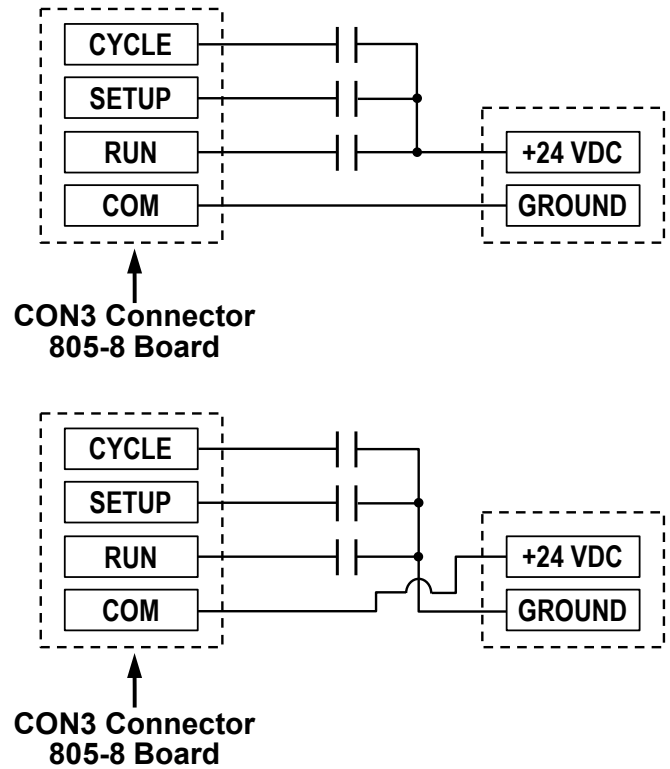 CYCLE
SETUP
RUN
+24 VDC
COM
GROUND
CON3 Connector
805-8 Board
CYCLE
SETUP
RUN
+24 VDC
COM
GROUND
CON3 Connector
805-8 Board